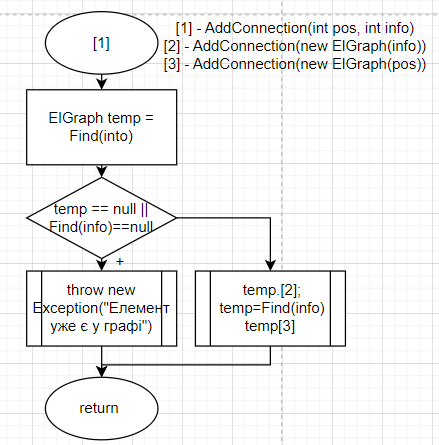 [1]
[1] - AddConnection(int pos, int info)
[2] - AddConnection(new ElGraph(info))
[3] - AddConnection(new ElGraph(pos))
ElGraph temp =
Find(into)
temp == null ||
Find(info)==null
+
throw new
Exception("Елемент
уже є у графі")
temp.[2];
temp=Find(info)
temp[3]
return